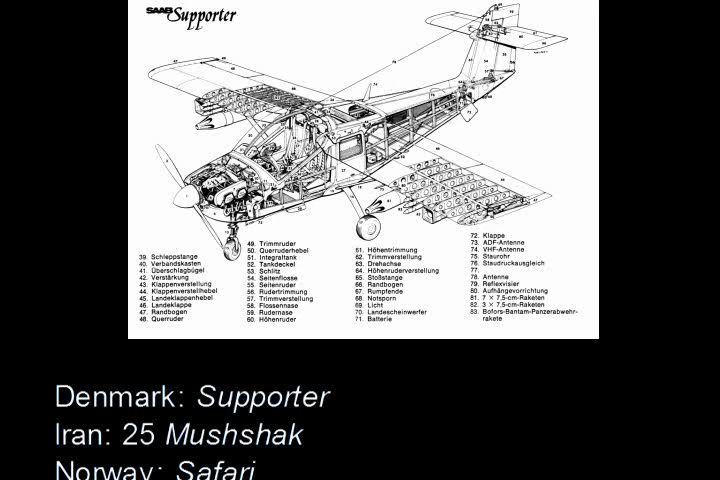 SAAB Supporter
39. Schleppstange
40. Verbandskasten
41. Überschlagbügel
42. Verstärkung
43. Klappenverstellung
44. Klappenverstellhebel
45. Landeklappenhebel
46. Landeklappe
47. Randbogen
48. Querruder
49. Trimmruder
50. Querruderhebel
51. Integraltank
52. Tankdeckel
53. Schlitz
54. Seitenflosse
55. Seitenruder
56. Rudertrimmung
57. Trimmverstellung
58. Flossennase
59. Rudernase
60. Höhenruder
61. Höhentrimmung
62. Trimmverstellung
63. Drehachse
64. Höhenruderverstellung
65. Stoßstange
66. Randbogen
67. Rumpfende
68. Notsporn
69. Licht
70. Landescheinwerfer
71. Batterie
72. Klappe
73. ADF-Antenne
74. VHF-Antenne
75. Staurohr
76. Staudruckausgleich
77.
78. Antenne
79. Reflexvisier
80. Aufhängevorrichtung
81. 7 × 7,5-cm-Raketen
82. 3 × 7,5-cm-Raketen
83. Bofors-Bantam-Panzerabwehr-
rakete
Denmark: Supporter
Iran: 25 Mushshak
Norway: Safari